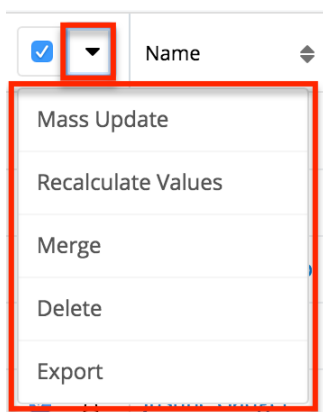 Name
Mass Update
Recalculate Values
Merge
Delete
Export